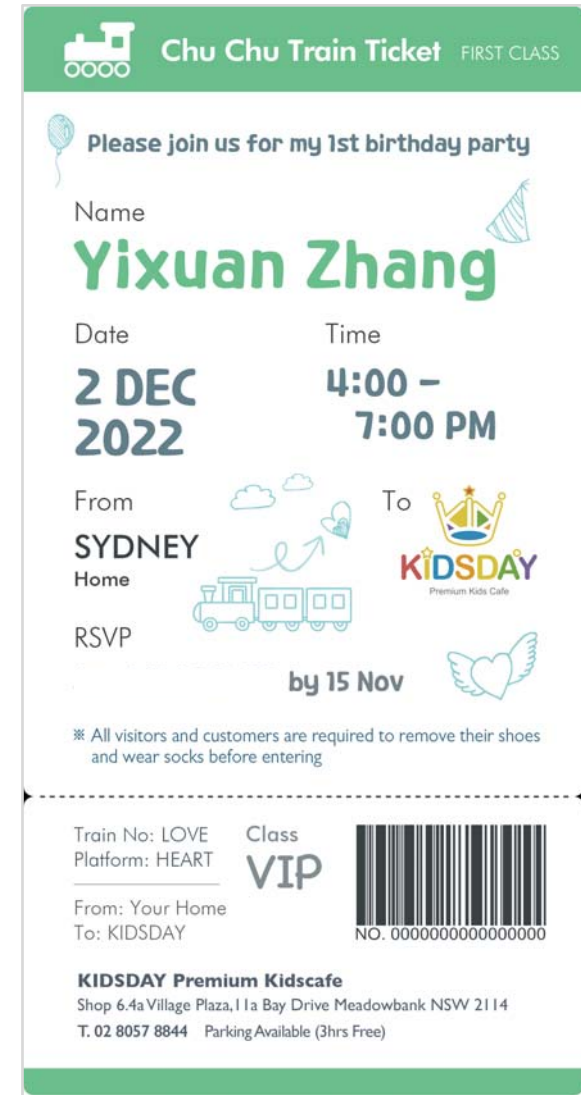 Chu Chu Train Ticket FIRST CLASS
Please join us for my 1st birthday party
Name
Yixuan Zhang
Date
2 DEC
2022
Time
4:00 –
7:00 PM
From
SYDNEY
Home
To
KIDSDAY
Premium Kids Cafe
RSVP
by 15 Nov
※ All visitors and customers are required to remove their shoes
and wear socks before entering
Train No: LOVE
Platform: HEART
From: Your Home
To: KIDSDAY
Class
VIP
NO. 0000000000000000
KIDSDAY Premium Kidscafe
Shop 6.4a Village Plaza,11a Bay Drive Meadowbank NSW 2114
T. 02 8057 8844 Parking Available (3hrs Free)